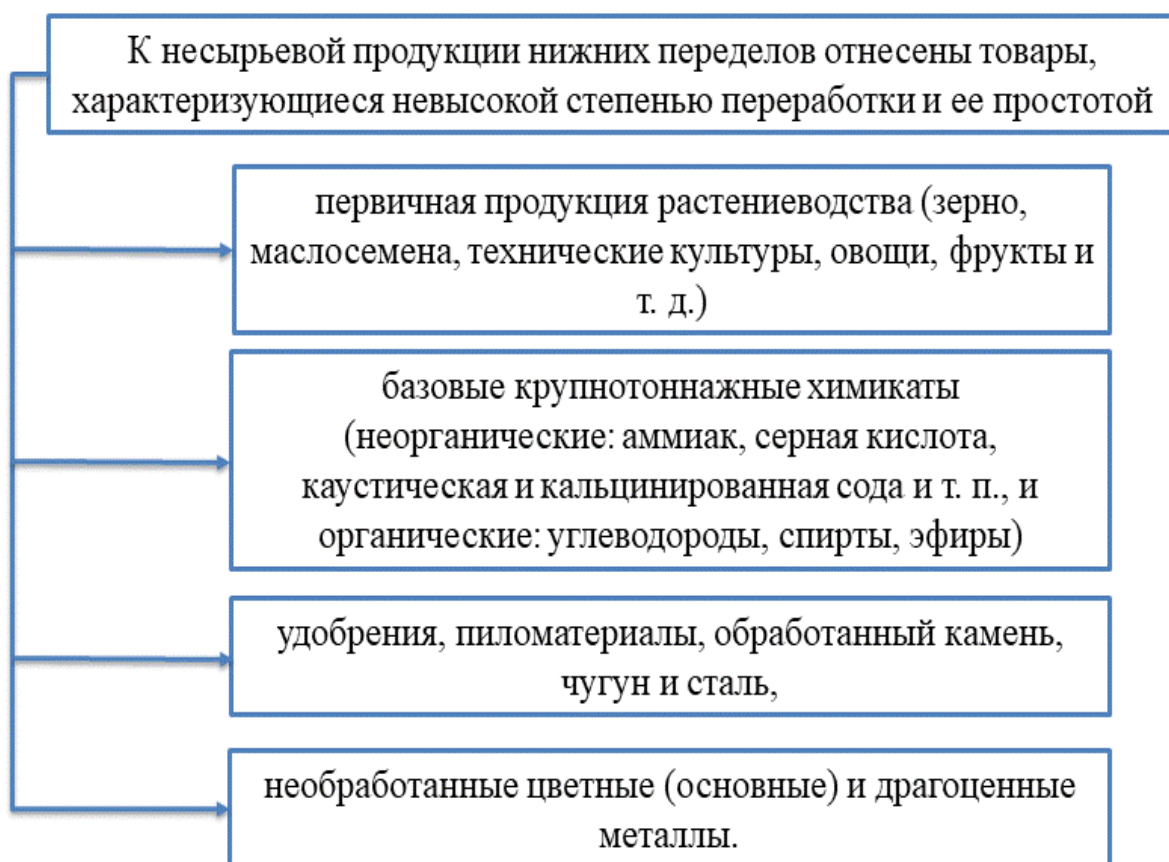 К несырьевой продукции нижних переделов отнесены товары,
характеризующиеся невысокой степенью переработки и ее простотой
первичная продукция растениеводства (зерно,
маслосемена, технические культуры, овощи, фрукты и
т. д.)
базовые крупнотоннажные химикаты
(неорганические: аммиак, серная кислота,
каустическая и кальцинированная сода и т. п., и
органические: углеводороды, спирты, эфиры)
удобрения, пиломатериалы, обработанный камень,
чугун и сталь,
необработанные цветные (основные) и драгоценные
металлы.